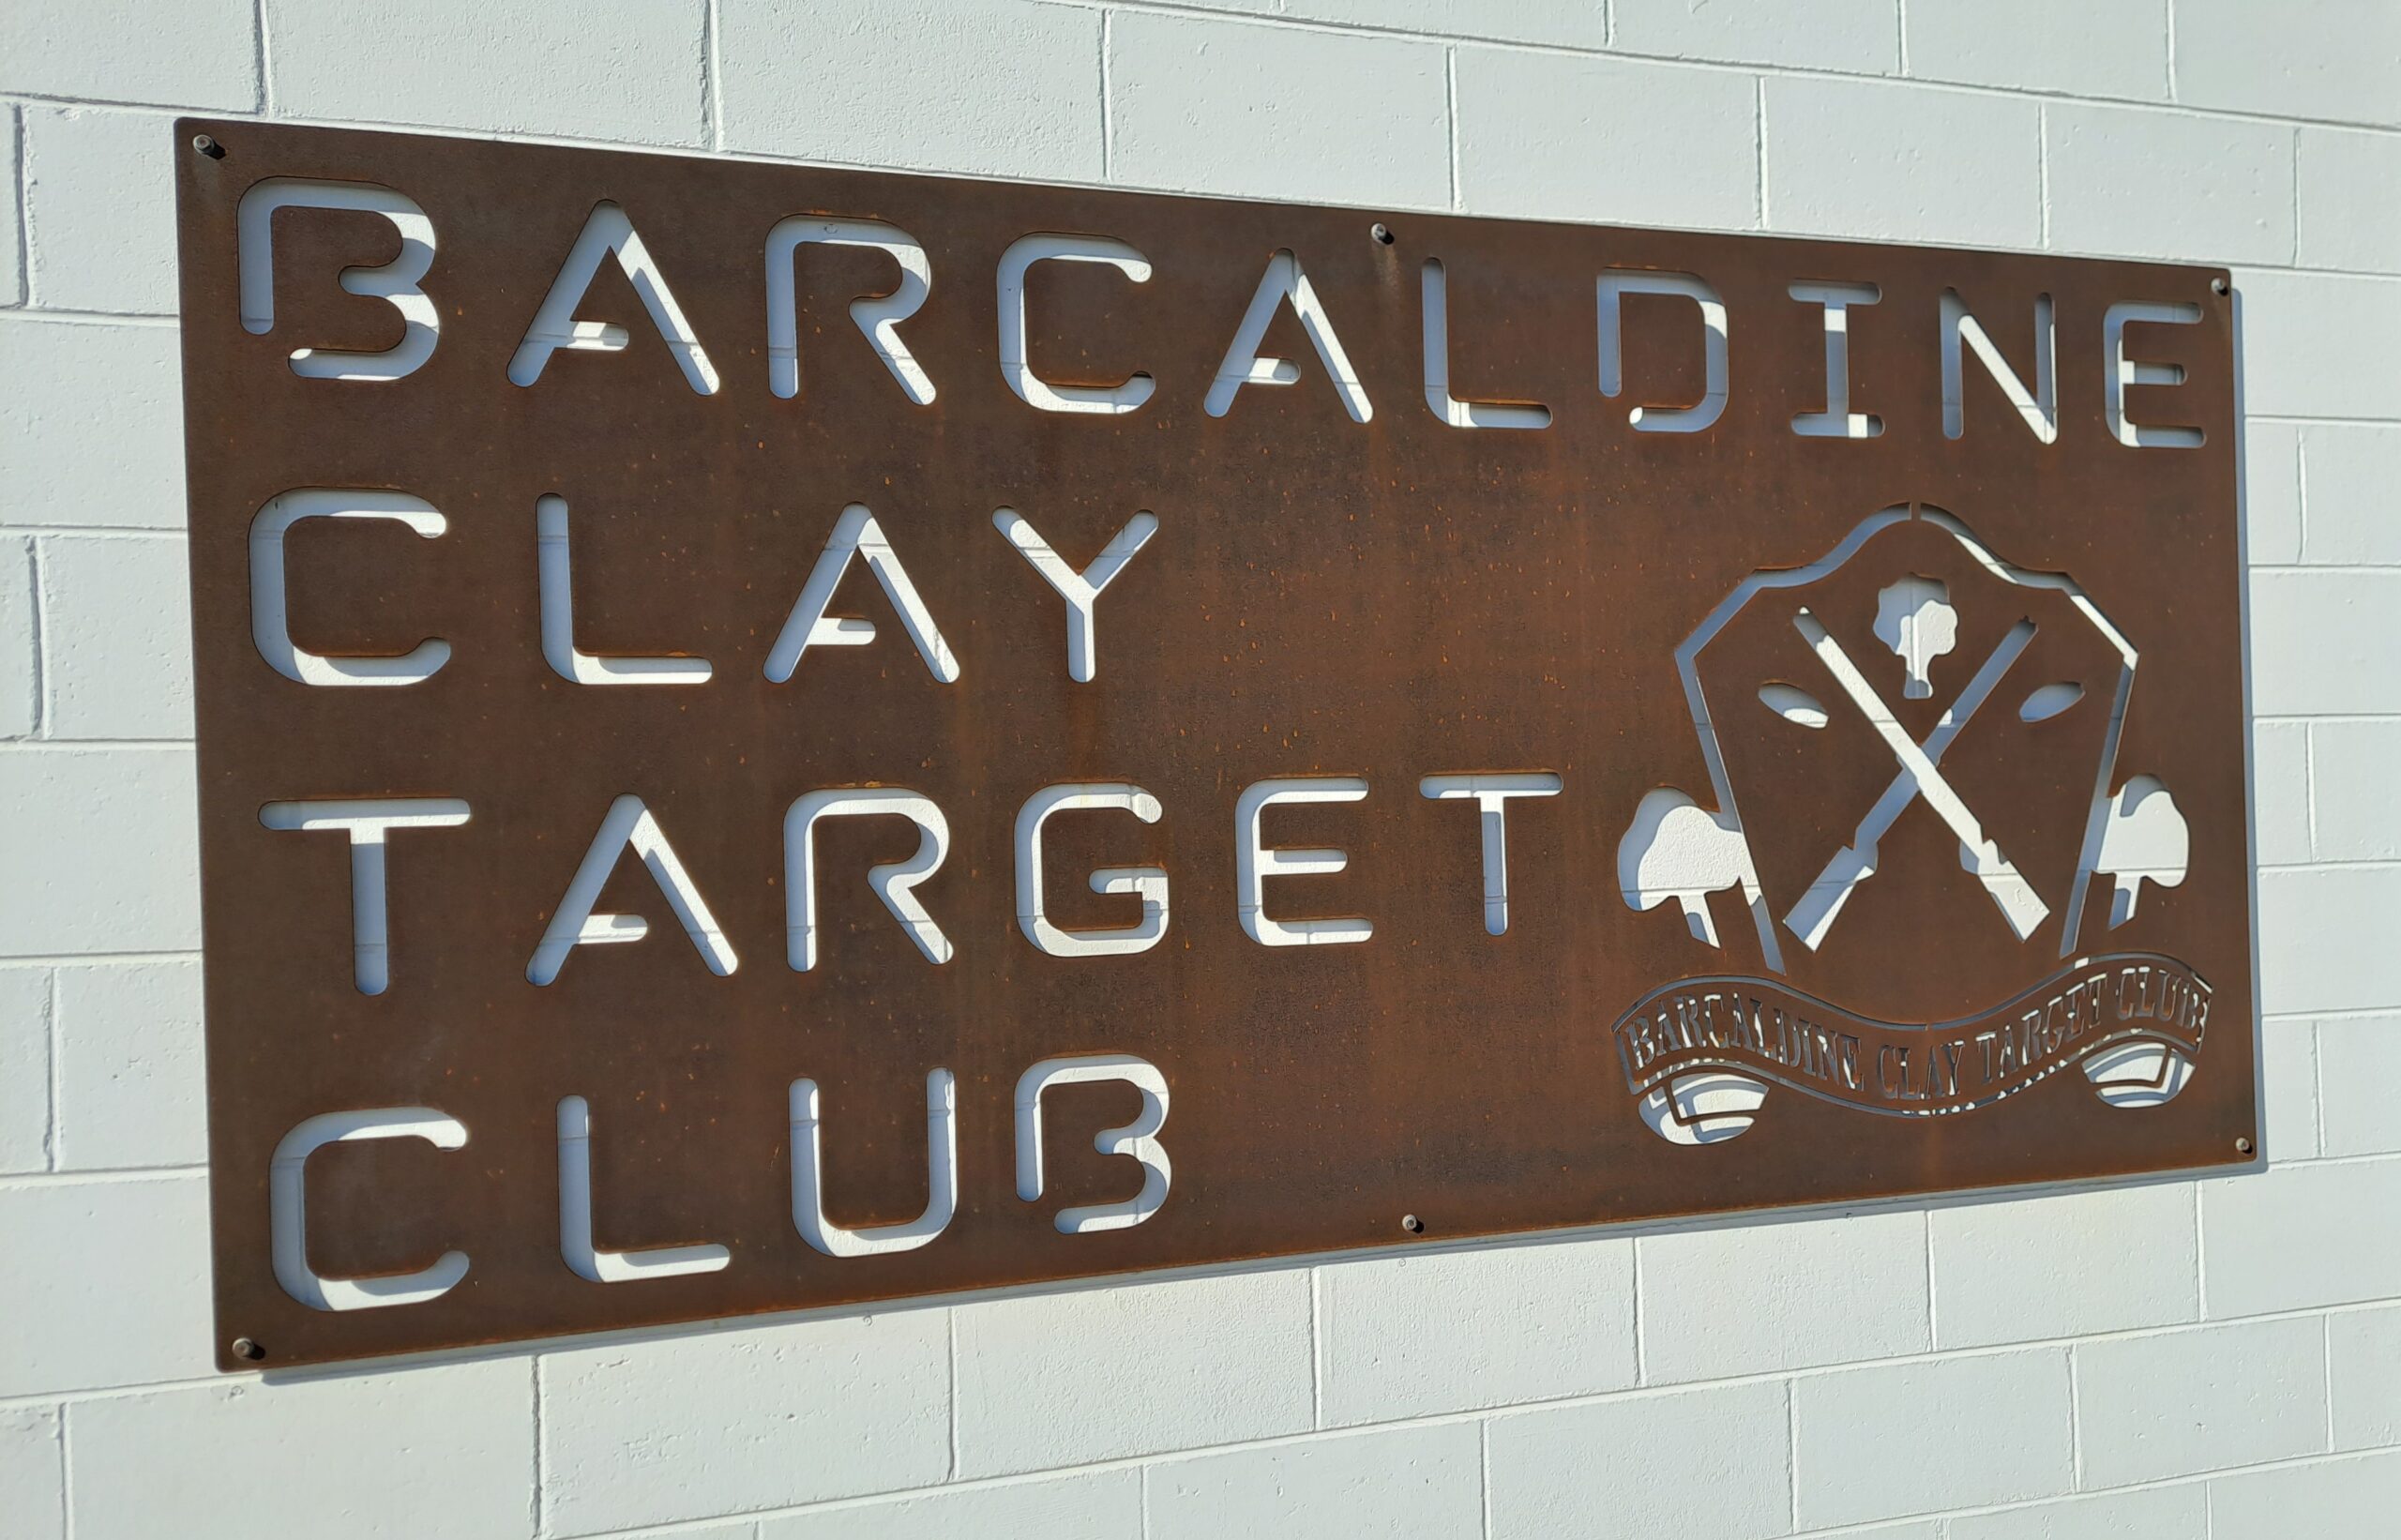 BARCALDINE
CLAY
TARGET
CLUB
BARCALDINE CLAY TARGET CLUB